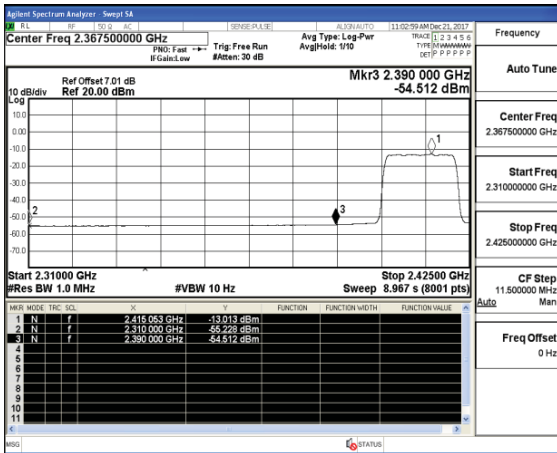 Agilent Spectrum Analyzer - Swept SA
RL RF 50 Ω AC SENSE:PULSE ALIGN AUTO 11:02:59 AM Dec 21, 2017
Center Freq 2.367500000 GHz
PNO: Fast
IFGain:Low
Trig: Free Run
#Atten: 30 dB
Avg Type: Log-Pwr
Avg|Hold: 1/10
TRACE 1 2 3 4 5 6
TYPE MWWWWW
DET P P P P P P
Ref Offset 7.01 dB
10 dB/div Ref 20.00 dBm
Log
Mkr3 2.390 000 GHz
-54.512 dBm
10.0
0.00
-10.0
-20.0
-30.0
-40.0
-50.0
-60.0
-70.0
1
2
3
Start 2.31000 GHz Stop 2.42500 GHz
#Res BW 1.0 MHz #VBW 10 Hz Sweep 8.967 s (8001 pts)
MKR MODE TRC SCL X Y FUNCTION FUNCTION WIDTH FUNCTION VALUE
1 N f 2.415 053 GHz -13.013 dBm
2 N f 2.310 000 GHz -55.228 dBm
3 N f 2.390 000 GHz -54.512 dBm
4
5
6
7
8
9
10
11
MSG STATUS
Frequency
Auto Tune
Center Freq
2.367500000 GHz
Start Freq
2.310000000 GHz
Stop Freq
2.425000000 GHz
CF Step
11.500000 MHz
Auto Man
Freq Offset
0 Hz